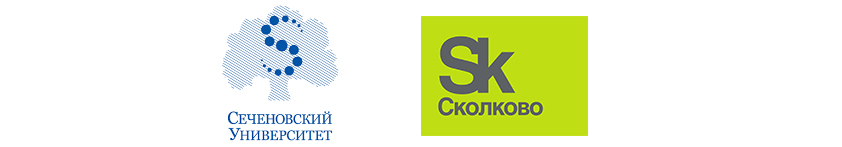 Сеченовский
Университет
Sk
Сколково